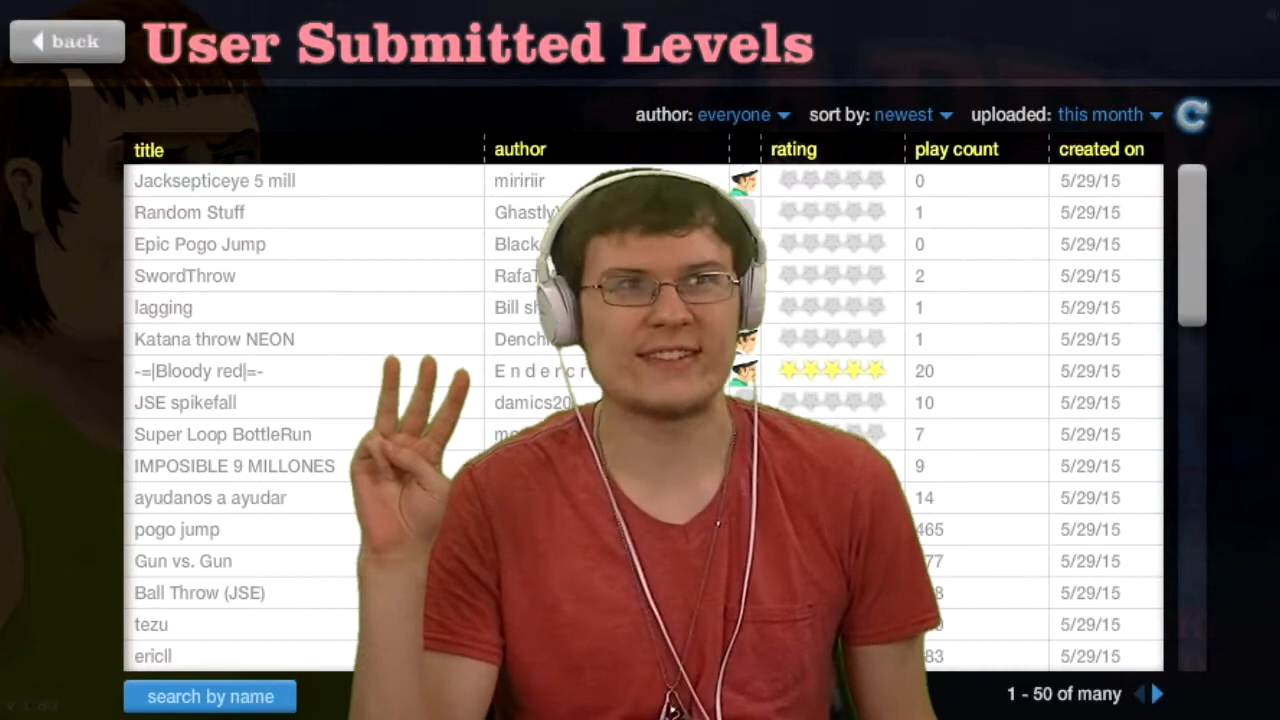 back
User Submitted Levels
author: everyone sort by: newest uploaded: this month
title author rating play count created on
Jacksepticeye 5 mill miririir 0 5/29/15
Random Stuff 1 5/29/15
Epic Pogo Jump 0 5/29/15
SwordThrow 2 5/29/15
lagging Bill 1 5/29/15
Katana throw NEON 1 5/29/15
-=|Bloody red|=- E n d e r c r 20 5/29/15
JSE spikefall damics20 10 5/29/15
Super Loop BottleRun 7 5/29/15
IMPOSIBLE 9 MILLONES 9 5/29/15
ayudanos a ayudar 14 5/29/15
pogo jump 465 5/29/15
Gun vs. Gun 5/29/15
Ball Throw (JSE) 5/29/15
tezu 5/29/15
ericll 5/29/15
search by name 1 - 50 of many